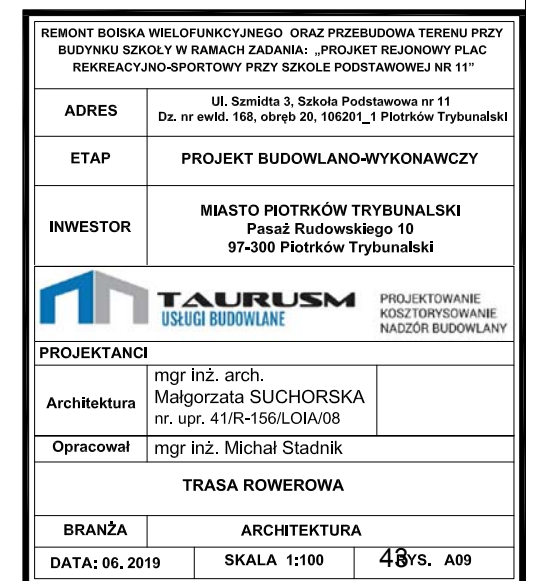 REMONT BOISKA WIELOFUNKCYJNEGO ORAZ PRZEBUDOWA TERENU PRZY
BUDYNKU SZKOŁY W RAMACH ZADANIA: „PROJKET REJONOWY PLAC
REKREACYJNO-SPORTOWY PRZY SZKOLE PODSTAWOWEJ NR 11”
ADRES
Ul. Szmidta 3, Szkoła Podstawowa nr 11
Dz. nr ewid. 168, obręb 20, 106201_1 Piotrków Trybunalski
ETAP
PROJEKT BUDOWLANO-WYKONAWCZY
INWESTOR
MIASTO PIOTRKÓW TRYBUNALSKI
Pasaż Rudowskiego 10
97-300 Piotrków Trybunalski
TAURUSM
USŁUGI BUDOWLANE
PROJEKTOWANIE
KOSZTORYSOWANIE
NADZÓR BUDOWLANY
PROJEKTANCI
Architektura
mgr inż. arch.
Małgorzata SUCHORSKA
nr. upr. 41/R-156/LOIA/08
Opracował mgr inż. Michał Stadnik
TRASA ROWEROWA
BRANŻA ARCHITEKTURA
DATA: 06. 2019 SKALA 1:100 43 RYS. A09